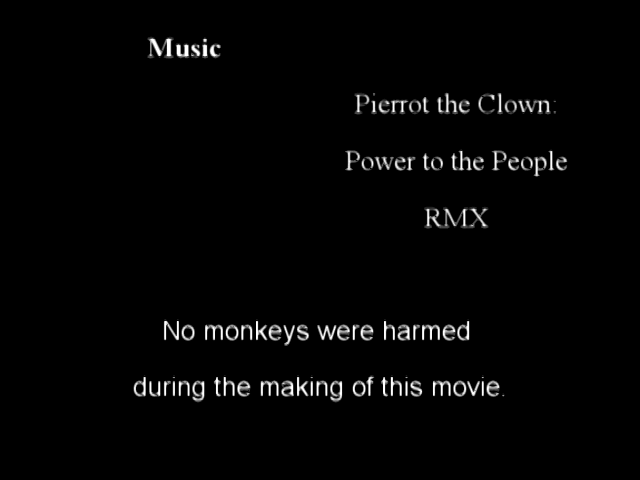 Music
Pierrot the Clown:
Power to the People
RMX
No monkeys were harmed
during the making of this movie.